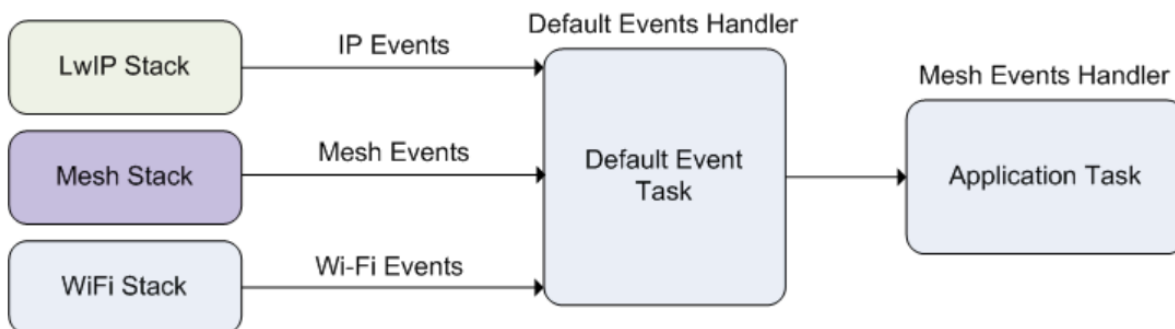 Default Events Handler
LwIP Stack
IP Events
Mesh Events Handler
Mesh Stack
Mesh Events
Default Event
Task
Application Task
WiFi Stack
Wi-Fi Events